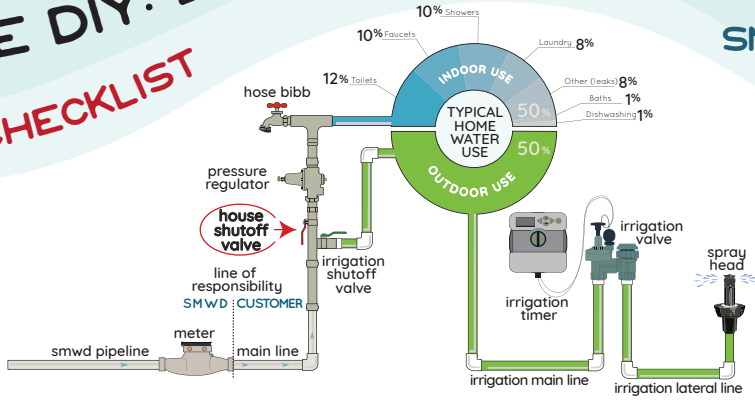 E DIY:
CHECKLIST
10% Showers
10% Faucets
Laundry 8%
12% Toilets
Other (leaks) 8%
Baths 1%
Dishwashing 1%
INDOOR USE
50%
TYPICAL
HOME
WATER
USE
50%
OUTDOOR USE
hose bibb
pressure
regulator
house
shutoff
valve
irrigation
shutoff
valve
line of
responsibility
SMWD CUSTOMER
meter
smwd pipeline
main line
irrigation
timer
irrigation
valve
spray
head
irrigation main line
irrigation lateral line